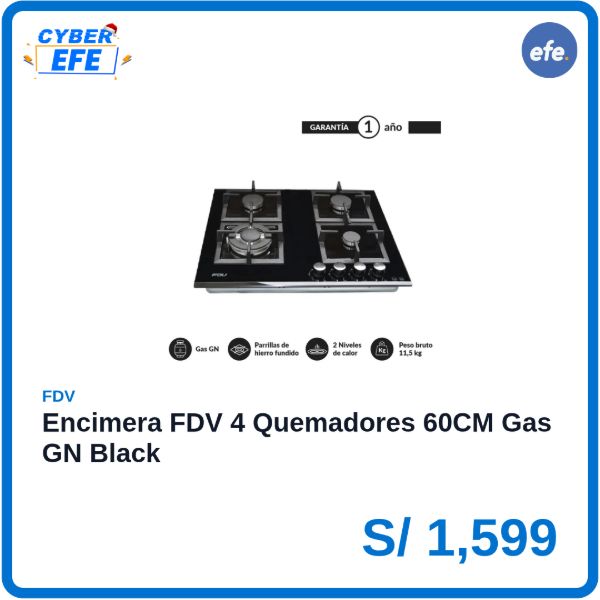 CYBER
EFE
efe.
GARANTÍA 1 año
FDV
Gas GN
Parrillas de
hierro fundido
2 Niveles
de calor
Kg
Peso bruto
11,5 kg
FDV
Encimera FDV 4 Quemadores 60CM Gas
GN Black
S/ 1,599